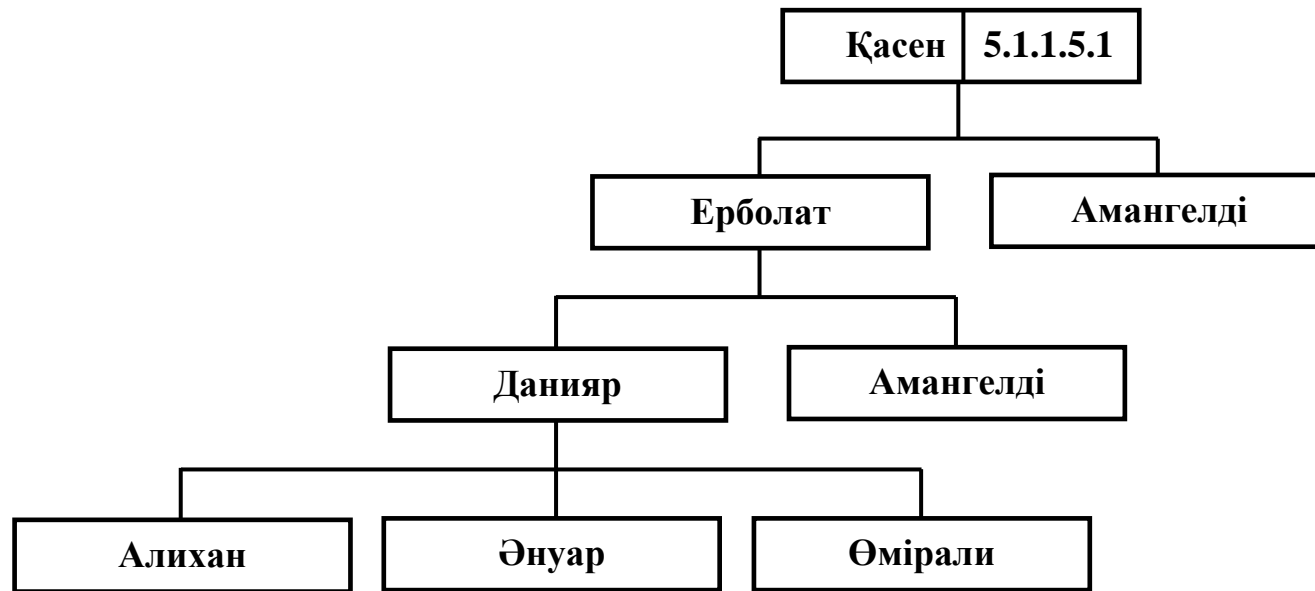 Қасен 5.1.1.5.1
Ерболат
Амангелді
Данияр
Амангелді
Алихан
Әнуар
Өмірали